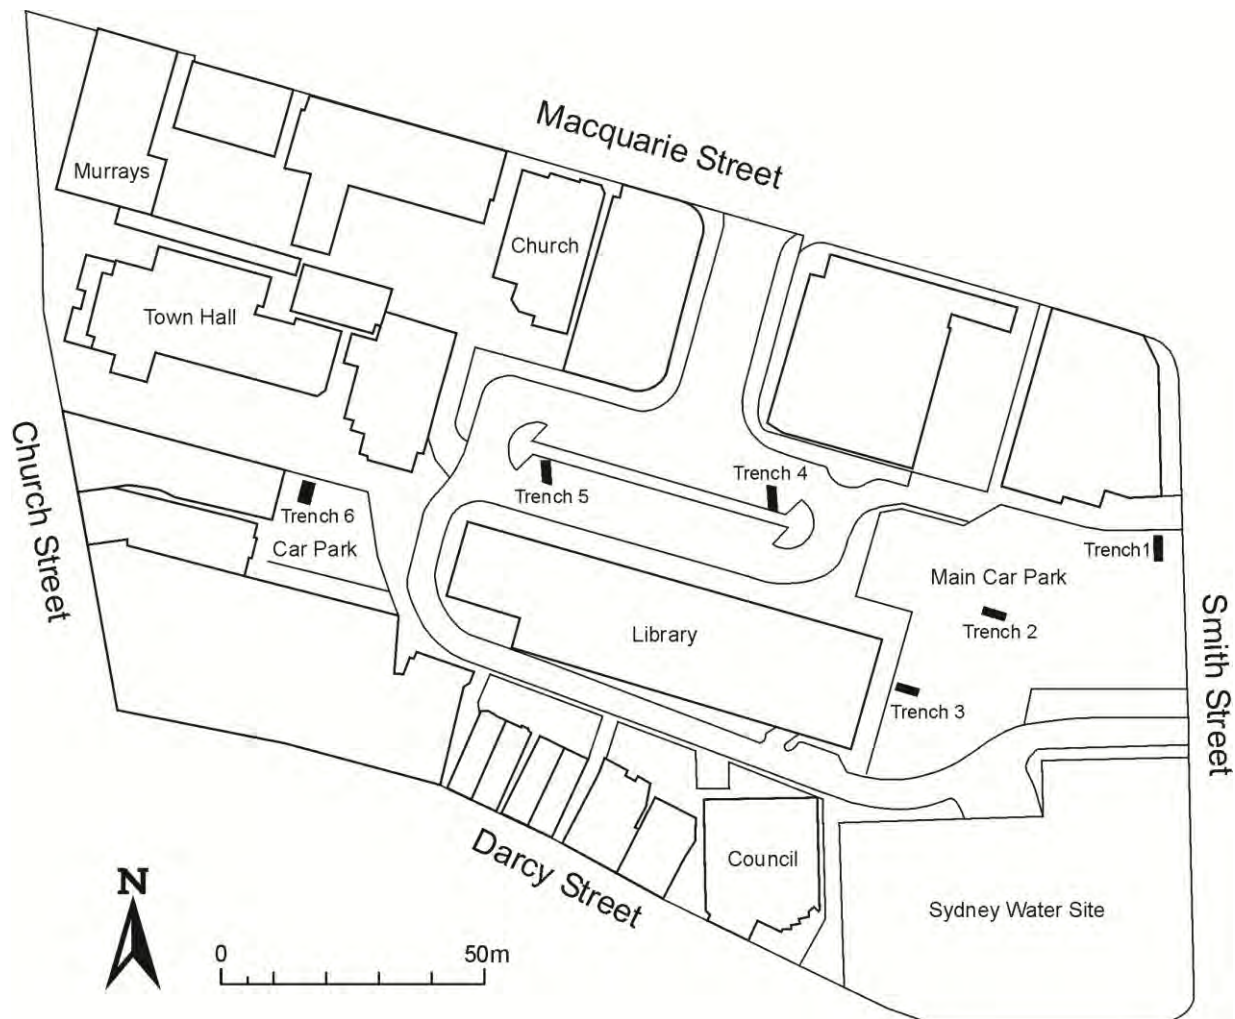 Macquarie Street
Murrays
Church
Town Hall
Church Street
Trench 4
Trench 5
Trench 6
Car Park
Trench1
Main Car Park
Trench 2
Library
Smith Street
Trench 3
Darcy Street
Council
Sydney Water Site
N
0 50m